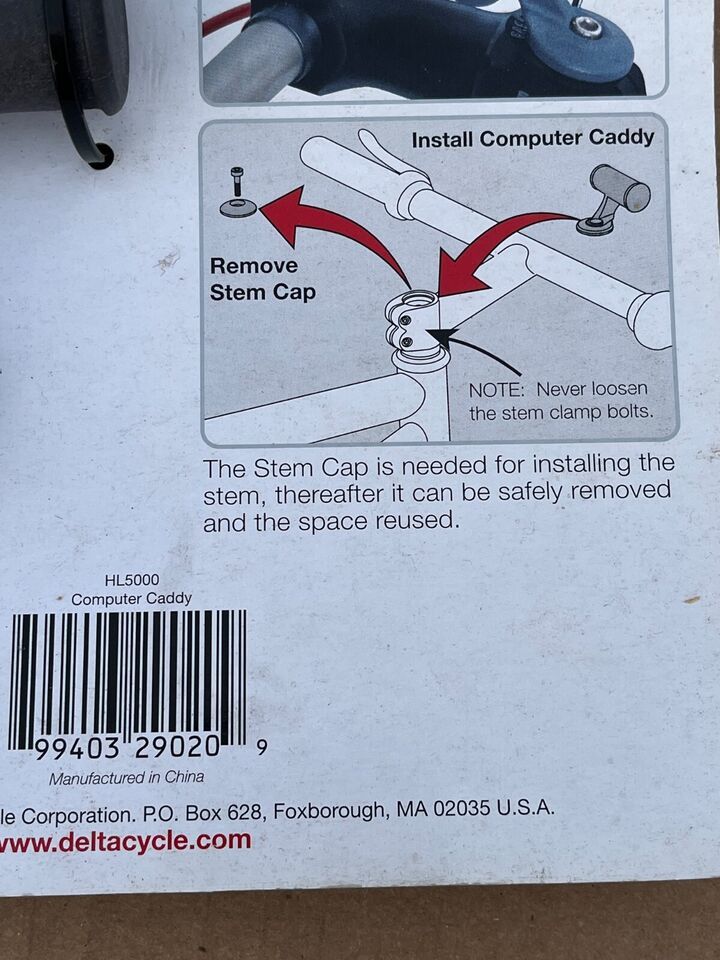 Install Computer Caddy
Remove
Stem Cap
NOTE: Never loosen
the stem clamp bolts.
The Stem Cap is needed for installing the
stem, thereafter it can be safely removed
and the space reused.
HL5000
Computer Caddy
99403 29020 9
Manufactured in China
le Corporation. P.O. Box 628, Foxborough, MA 02035 U.S.A.
www.deltacycle.com